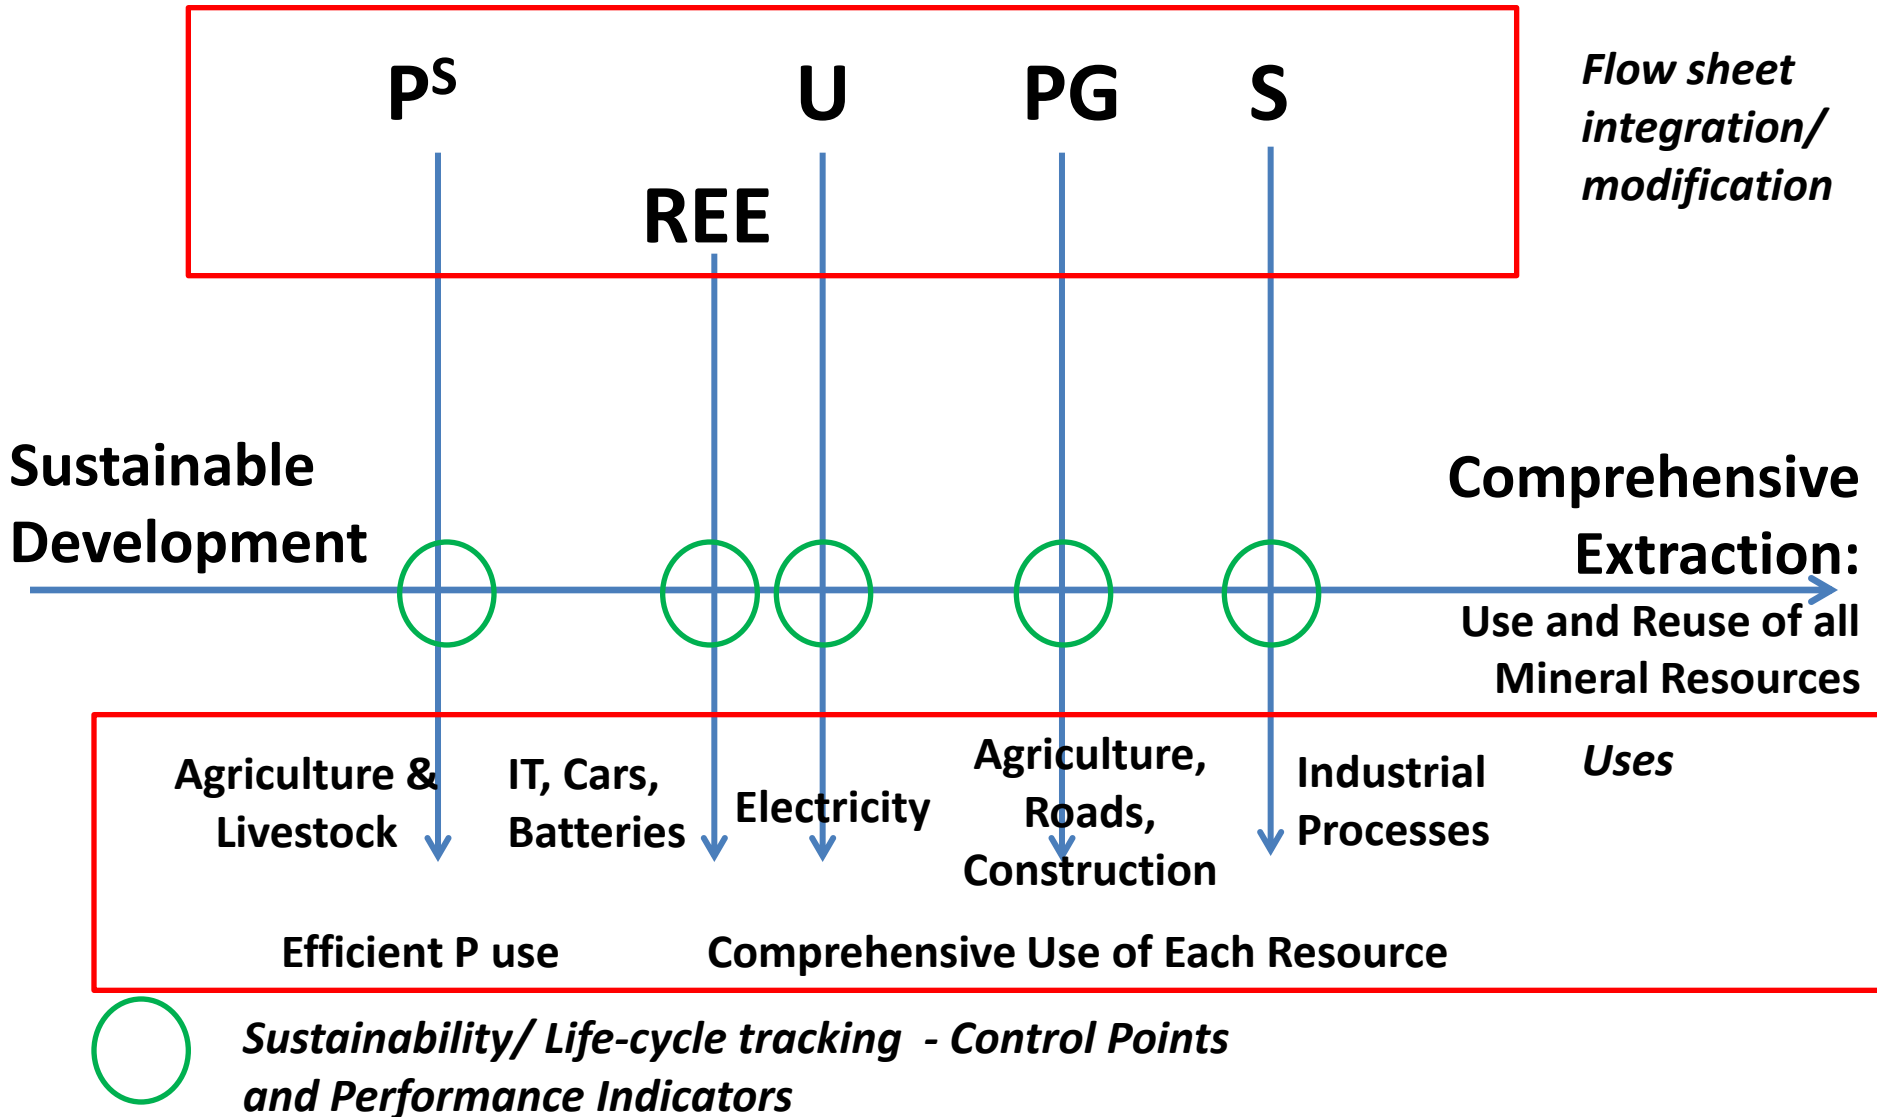 P^S
U
PG
S
REE
Flow sheet
integration/
modification
Sustainable
Development
Comprehensive
Extraction:
Use and Reuse of all
Mineral Resources
Agriculture &
Livestock
IT, Cars,
Batteries
Electricity
Agriculture,
Roads,
Construction
Industrial
Processes
Uses
Efficient P use
Comprehensive Use of Each Resource
Sustainability/ Life-cycle tracking - Control Points
and Performance Indicators